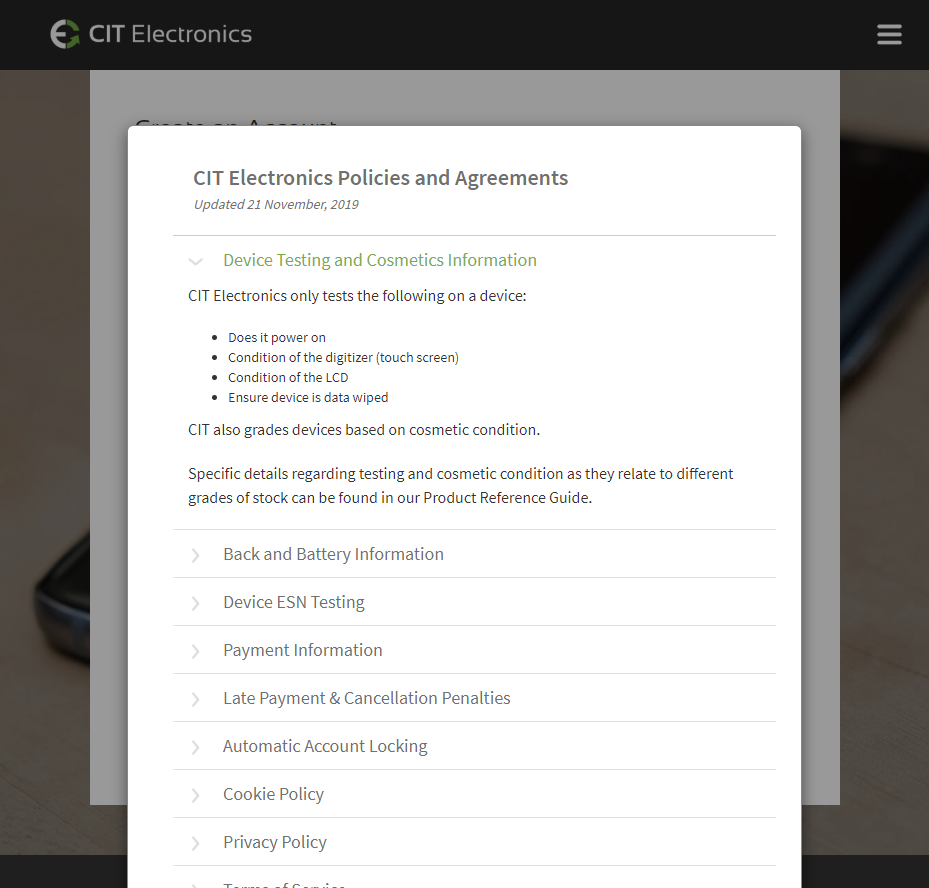 CIT Electronics
Create an Account
CIT Electronics Policies and Agreements
Updated 21 November, 2019
Device Testing and Cosmetics Information
CIT Electronics only tests the following on a device:
Does it power on
Condition of the digitizer (touch screen)
Condition of the LCD
Ensure device is data wiped
CIT also grades devices based on cosmetic condition.
Specific details regarding testing and cosmetic condition as they relate to different
grades of stock can be found in our Product Reference Guide.
Back and Battery Information
Device ESN Testing
Payment Information
Late Payment & Cancellation Penalties
Automatic Account Locking
Cookie Policy
Privacy Policy
Terms of Service